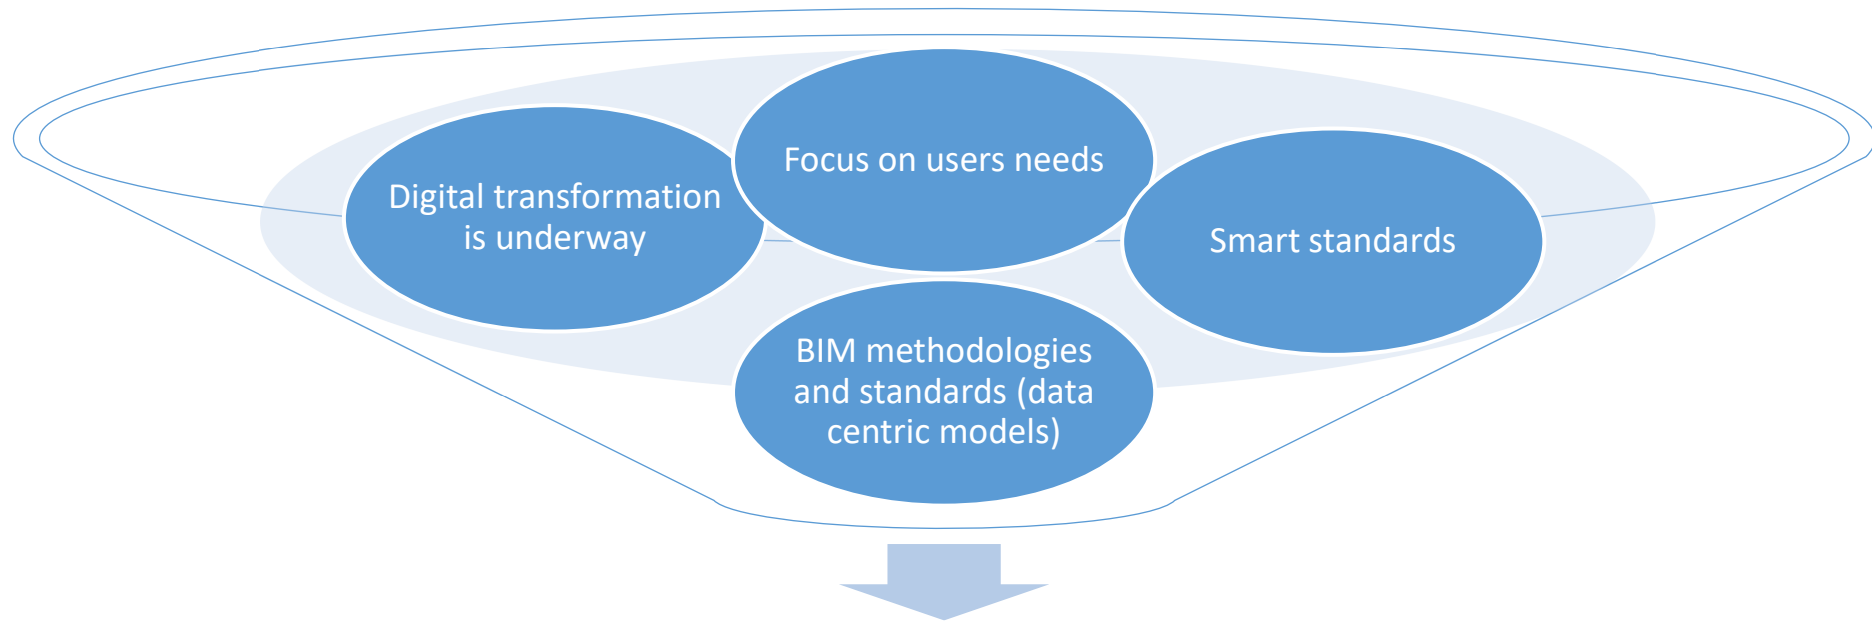 Focus on users needs
Digital transformation
is underway
Smart standards
BIM methodologies
and standards (data
centric models)